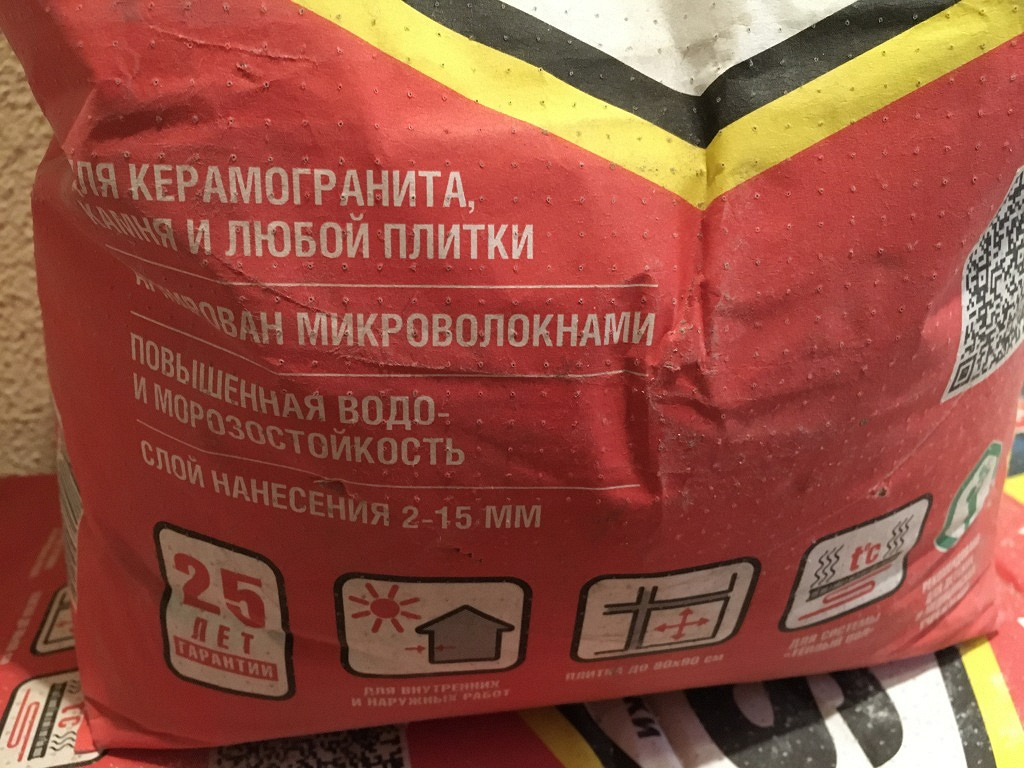 ДЛЯ КЕРАМОГРАНИТА,
КАМНЯ И ЛЮБОЙ ПЛИТКИ
АРМИРОВАН МИКРОВОЛОКНАМИ
ПОВЫШЕННАЯ ВОДО-
И МОРОЗОСТОЙКОСТЬ
СЛОЙ НАНЕСЕНИЯ 2-15 ММ
25
ЛЕТ
ГАРАНТИИ
ДЛЯ ВНУТРЕННИХ
И НАРУЖНЫХ РАБОТ
ПЛИТКА ДО 90х90 см
t°c
ДЛЯ СИСТЕМЫ
«ТЕПЛЫЙ ПОЛ»